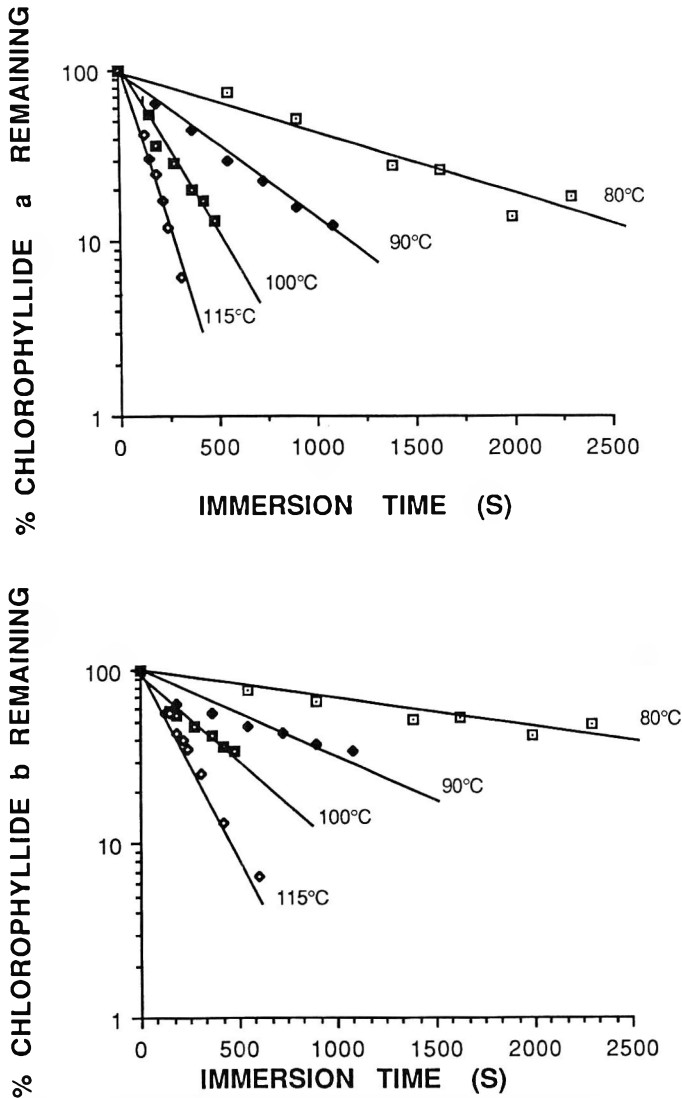 % CHLOROPHYLLIDE a REMAINING
100
10
1
80°C
90°C
100°C
115°C
0 500 1000 1500 2000 2500
IMMERSION TIME (S)
% CHLOROPHYLLIDE b REMAINING
100
10
1
80°C
90°C
100°C
115°C
0 500 1000 1500 2000 2500
IMMERSION TIME (S)